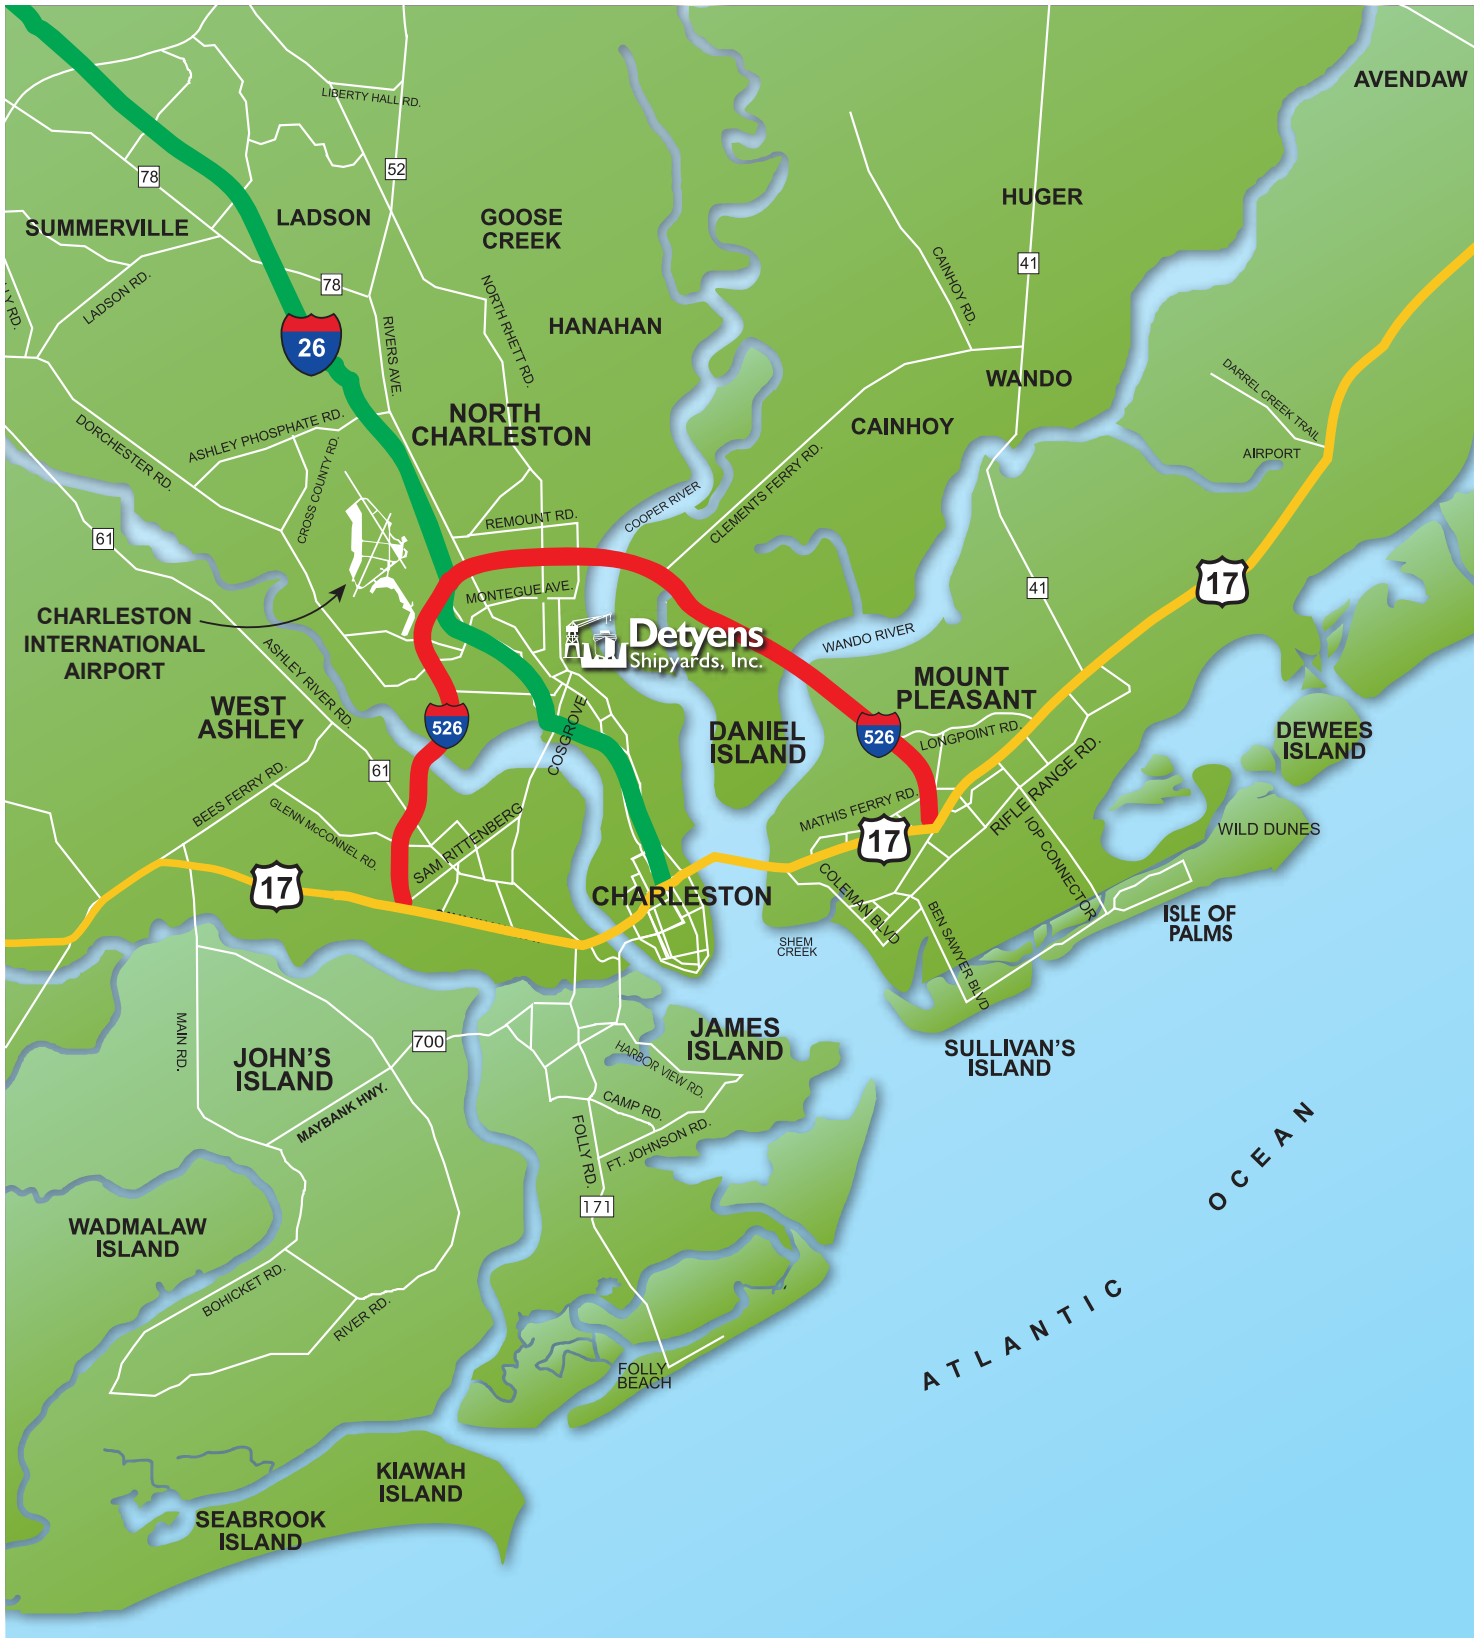 AVENDAW
LIBERTY HALL RD.
52
78
HUGER
SUMMERVILLE
LADSON
GOOSE
CREEK
CAINHOY RD.
41
LADSON RD.
78
NORTH RHETT RD.
RIVERS AVE.
HANAHAN
26
WANDO
DARREL CREEK TRAIL
DORCHESTER RD.
ASHLEY PHOSPHATE RD.
NORTH
CHARLESTON
CAINHOY
AIRPORT
CROSS COUNTY RD.
CLEMENTS FERRY RD.
COOPER RIVER
REMOUNT RD.
61
17
41
MONTEGUE AVE.
CHARLESTON
INTERNATIONAL
AIRPORT
Detyens
Shipyards, Inc.
WANDO RIVER
ASHLEY RIVER RD.
MOUNT
PLEASANT
WEST
ASHLEY
526
COSGROVE
DANIEL
ISLAND
526
LONGPOINT RD.
DEWEES
ISLAND
61
BEES FERRY RD.
GLENN McCONNEL RD.
SAM RITTENBERG
MATHIS FERRY RD.
RIFLE RANGE RD.
WILD DUNES
17
IOP CONNECTOR
17
CHARLESTON
COLEMAN BLVD
BEN SAWYER BLVD
ISLE OF
PALMS
SHEM
CREEK
MAIN RD.
700
JOHN'S
ISLAND
JAMES
ISLAND
HARBOR VIEW RD.
SULLIVAN'S
ISLAND
MAYBANK HWY.
CAMP RD.
FOLLY RD.
FT. JOHNSON RD.
171
WADMALAW
ISLAND
BOHICKET RD.
RIVER RD.
ATLANTIC OCEAN
FOLLY
BEACH
KIAWAH
ISLAND
SEABROOK
ISLAND